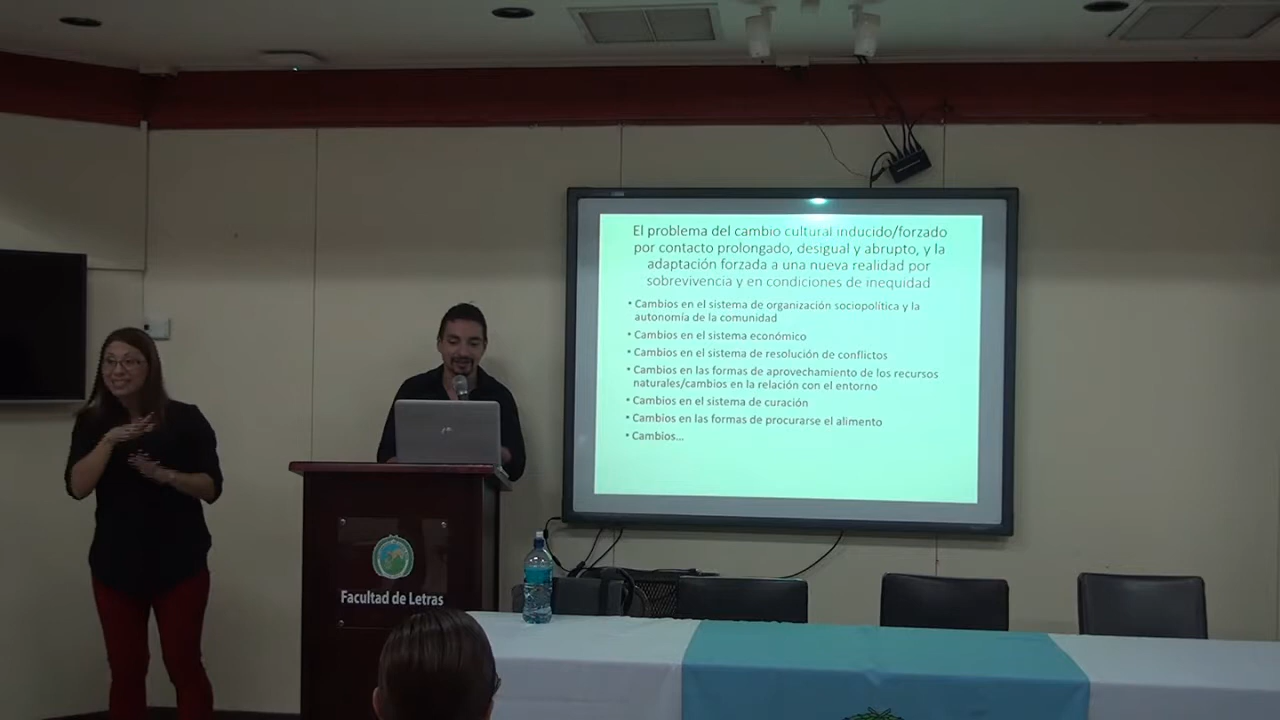 El problema del cambio cultural inducido/forzado
por contacto prolongado, desigual y abrupto, y la
adaptación forzada a una nueva realidad por
sobrevivencia y en condiciones de inequidad
• Cambios en el sistema de organización sociopolítica y la
autonomía de la comunidad
• Cambios en el sistema económico
• Cambios en el sistema de resolución de conflictos
• Cambios en las formas de aprovechamiento de los recursos
naturales/cambios en la relación con el entorno
• Cambios en el sistema de curación
• Cambios en las formas de procurarse el alimento
• Cambios...
Facultad de Letras